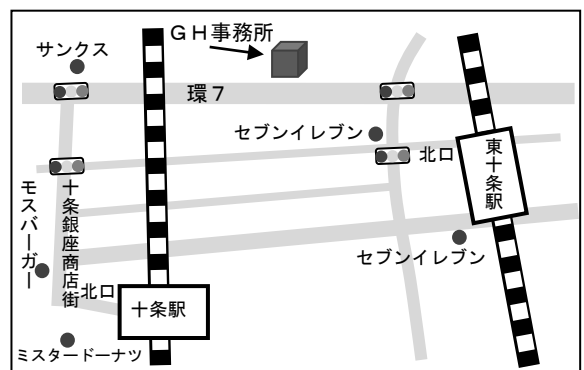 GH事務所
サンクス
環7
セブンイレブン
北口
東十条駅
モスバーガー
十条銀座商店街
セブンイレブン
北口
十条駅
ミスタードーナツ